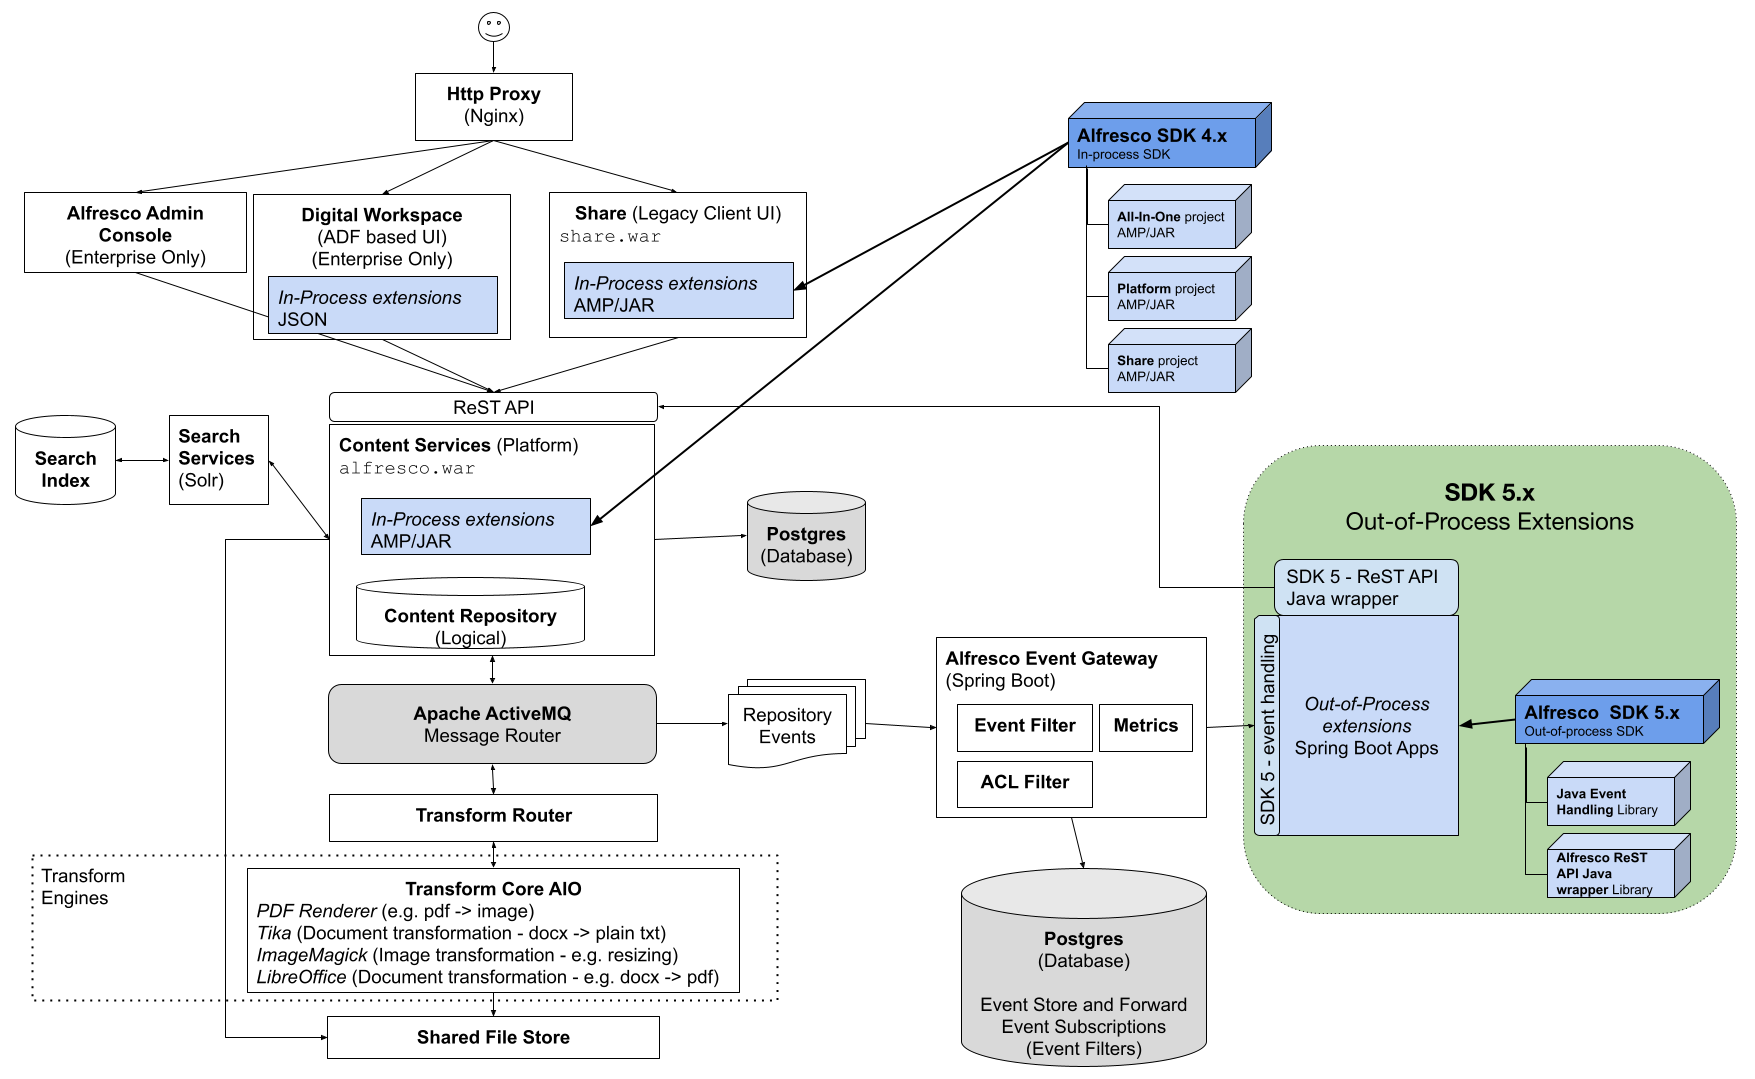 Http Proxy
(Nginx)
Alfresco Admin
Console
(Enterprise Only)
Digital Workspace
(ADF based UI)
(Enterprise Only)
In-Process extensions
JSON
Share (Legacy Client UI)
share.war
In-Process extensions
AMP/JAR
Alfresco SDK 4.x
In-process SDK
All-In-One project
AMP/JAR
Platform project
AMP/JAR
Share project
AMP/JAR
ReST API
Content Services (Platform)
alfresco.war
In-Process extensions
AMP/JAR
Content Repository
(Logical)
Search
Index
Search
Services
(Solr)
Postgres
(Database)
Apache ActiveMQ
Message Router
Repository
Events
Transform Router
Transform
Engines
Transform Core AIO
PDF Renderer (e.g. pdf -> image)
Tika (Document transformation - docx -> plain txt)
ImageMagick (Image transformation - e.g. resizing)
LibreOffice (Document transformation - e.g. docx -> pdf)
Shared File Store
Alfresco Event Gateway
(Spring Boot)
Event Filter
Metrics
ACL Filter
Postgres
(Database)
Event Store and Forward
Event Subscriptions
(Event Filters)
SDK 5.x
Out-of-Process Extensions
SDK 5 - ReST API
Java wrapper
SDK 5 - event handling
Out-of-Process
extensions
Spring Boot Apps
Alfresco SDK 5.x
Out-of-process SDK
Java Event
Handling Library
Alfresco ReST
API Java
wrapper Library